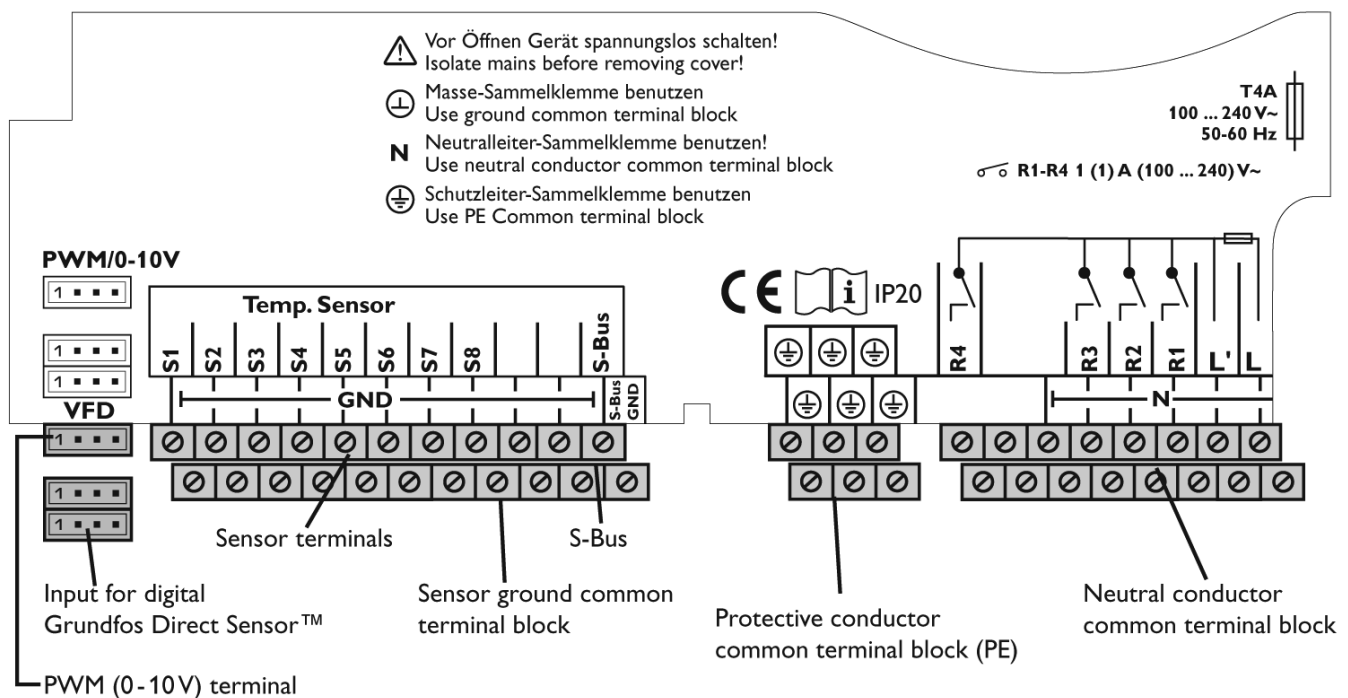 Vor Öffnen Gerät spannungslos schalten!
Isolate mains before removing cover!
Masse-Sammelklemme benutzen
Use ground common terminal block
N
Neutralleiter-Sammelklemme benutzen!
Use neutral conductor common terminal block
Schutzleiter-Sammelklemme benutzen
Use PE Common terminal block
T4A
100 ... 240 V~
50-60 Hz
R1-R4 1 (1) A (100 ... 240) V~
PWM/0-10V
1
1
1
VFD
Temp. Sensor
S1
S2
S3
S4
S5
S6
S7
S8
S-Bus
GND
S-Bus
GND
CE
i
IP20
R4
R3
R2
R1
L'
L
N
1
1
1
Sensor terminals
S-Bus
Input for digital
Grundfos Direct Sensor™
Sensor ground common
terminal block
Protective conductor
common terminal block (PE)
Neutral conductor
common terminal block
PWM (0-10V) terminal